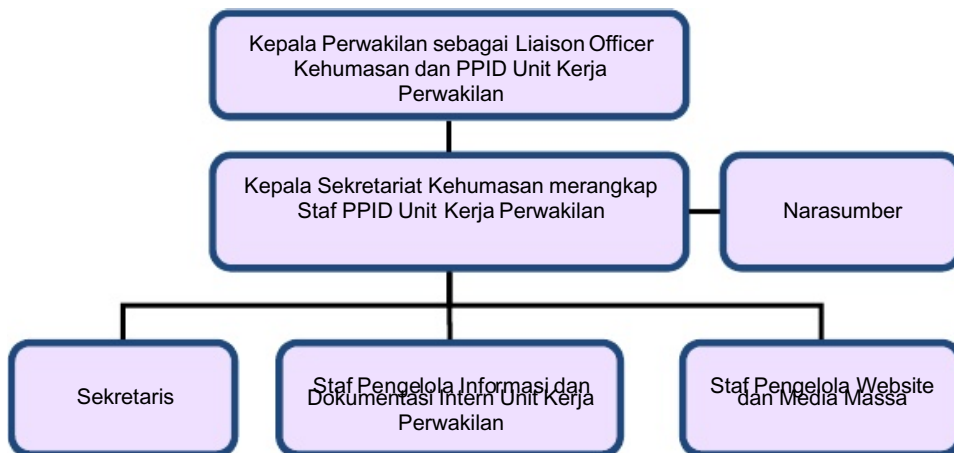 Kepala Perwakilan sebagai Liaison Officer
Kehumasan dan PPID Unit Kerja
Perwakilan
Kepala Sekretariat Kehumasan merangkap
Staf PPID Unit Kerja Perwakilan
Narasumber
Sekretaris
Staf Pengelola Informasi dan
Dokumentasi Intern Unit Kerja
Perwakilan
Staf Pengelola Website
dan Media Massa